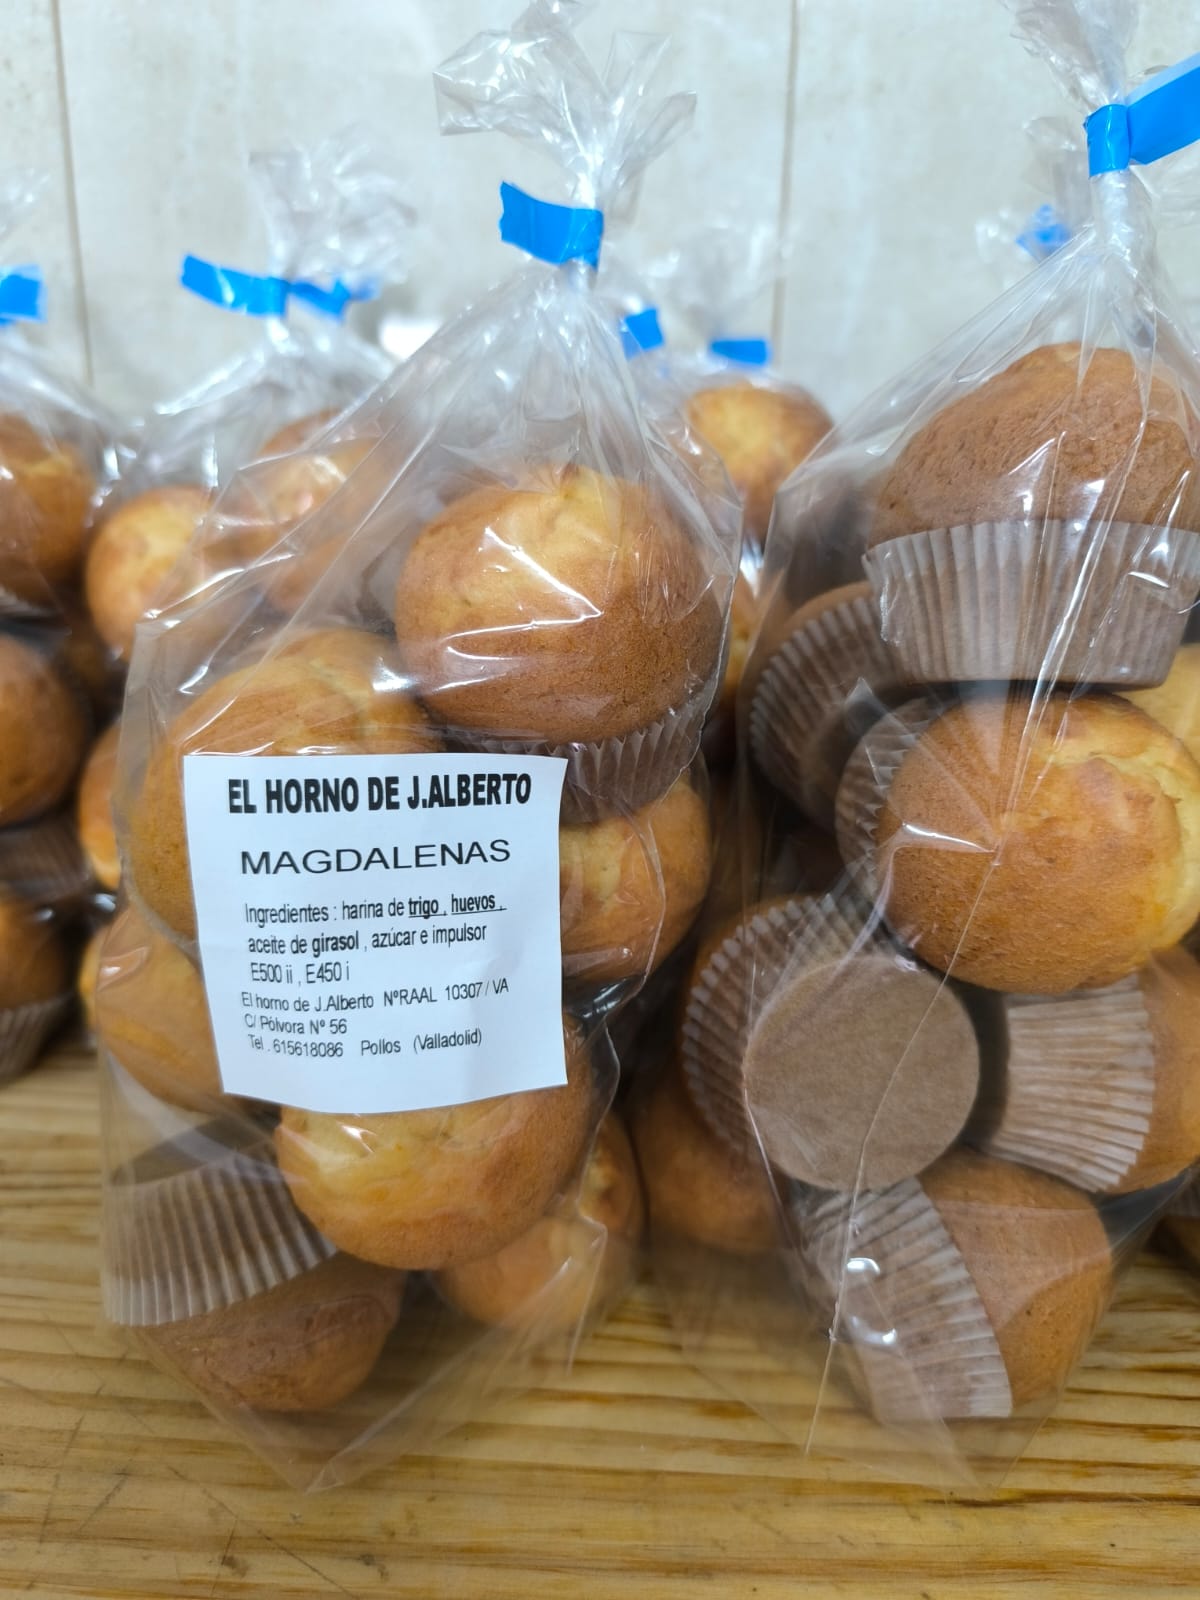 EL HORNO DE J.ALBERTO
MAGDALENAS
Ingredientes : harina de trigo , huevos ,
aceite de girasol , azúcar e impulsor
E500 ii , E450 i
El horno de J.Alberto NºRAAL 10307 / VA
C/ Pólvora Nº 56
Tel . 615618086 Pollos (Valladolid)